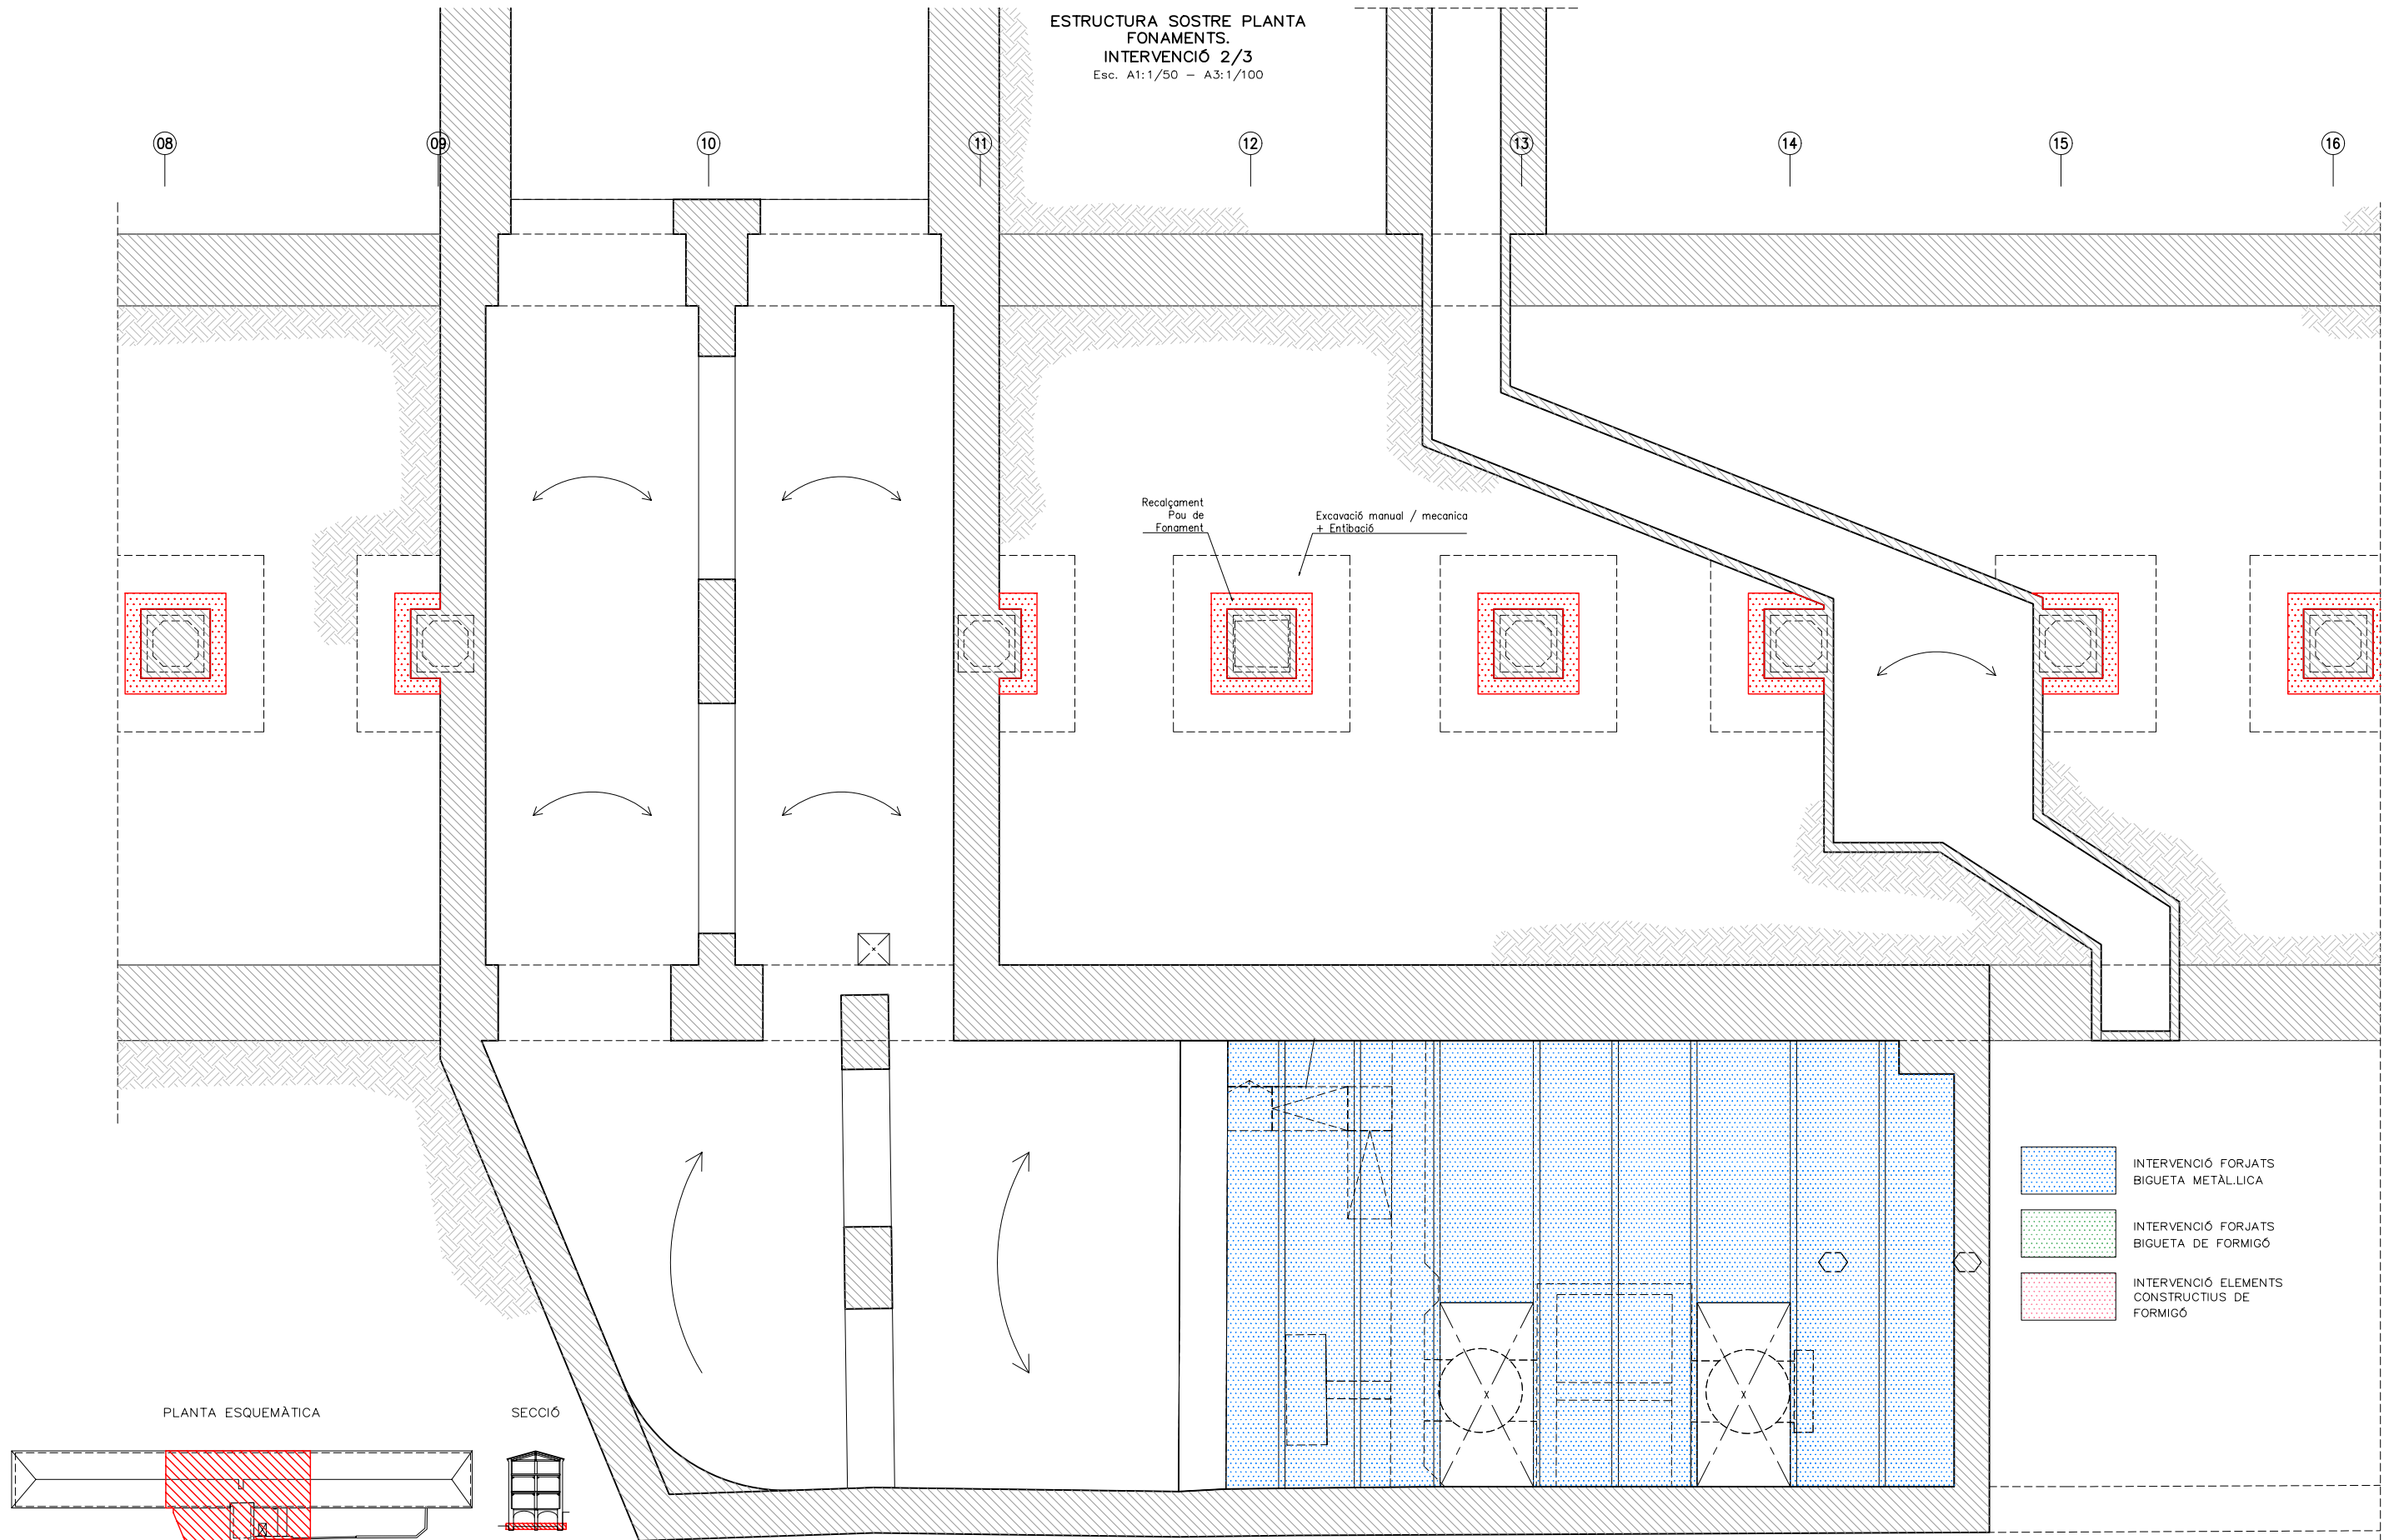 ESTRUCTURA SOSTRE PLANTA
FONAMENTS.
INTERVENCIÓ 2/3
Esc. A1:1/50 – A3:1/100
08
09
10
11
12
13
14
15
16
Recalçament
Pou de
Fonament
Excavació manual / mecanica
+ Entibació
INTERVENCIÓ FORJATS
BIGUETA METÀL.LICA
INTERVENCIÓ FORJATS
BIGUETA DE FORMIGÓ
INTERVENCIÓ ELEMENTS
CONSTRUCTIUS DE
FORMIGÓ
PLANTA ESQUEMÀTICA
SECCIÓ